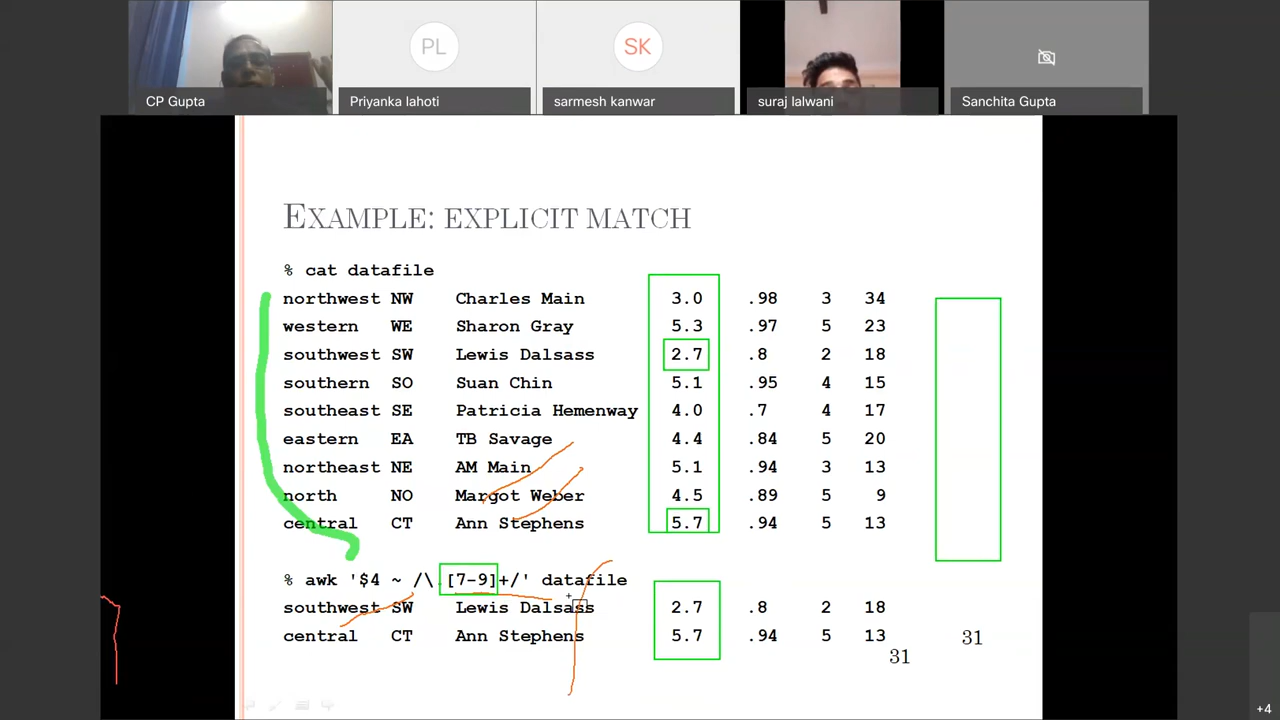 PL
SK
CP Gupta
Priyanka lahoti
sarmesh kanwar
suraj lalwani
Sanchita Gupta
EXAMPLE: EXPLICIT MATCH
% cat datafile
northwest NW Charles Main 3.0 .98 3 34
western WE Sharon Gray 5.3 .97 5 23
southwest SW Lewis Dalsass 2.7 .8 2 18
southern SO Suan Chin 5.1 .95 4 15
southeast SE Patricia Hemenway 4.0 .7 4 17
eastern EA TB Savage 4.4 .84 5 20
northeast NE AM Main 5.1 .94 3 13
north NO Margot Weber 4.5 .89 5 9
central CT Ann Stephens 5.7 .94 5 13
% awk '$4 ~ /\.[7-9]+/' datafile
southwest SW Lewis Dalsass 2.7 .8 2 18
central CT Ann Stephens 5.7 .94 5 13
31
31
+4